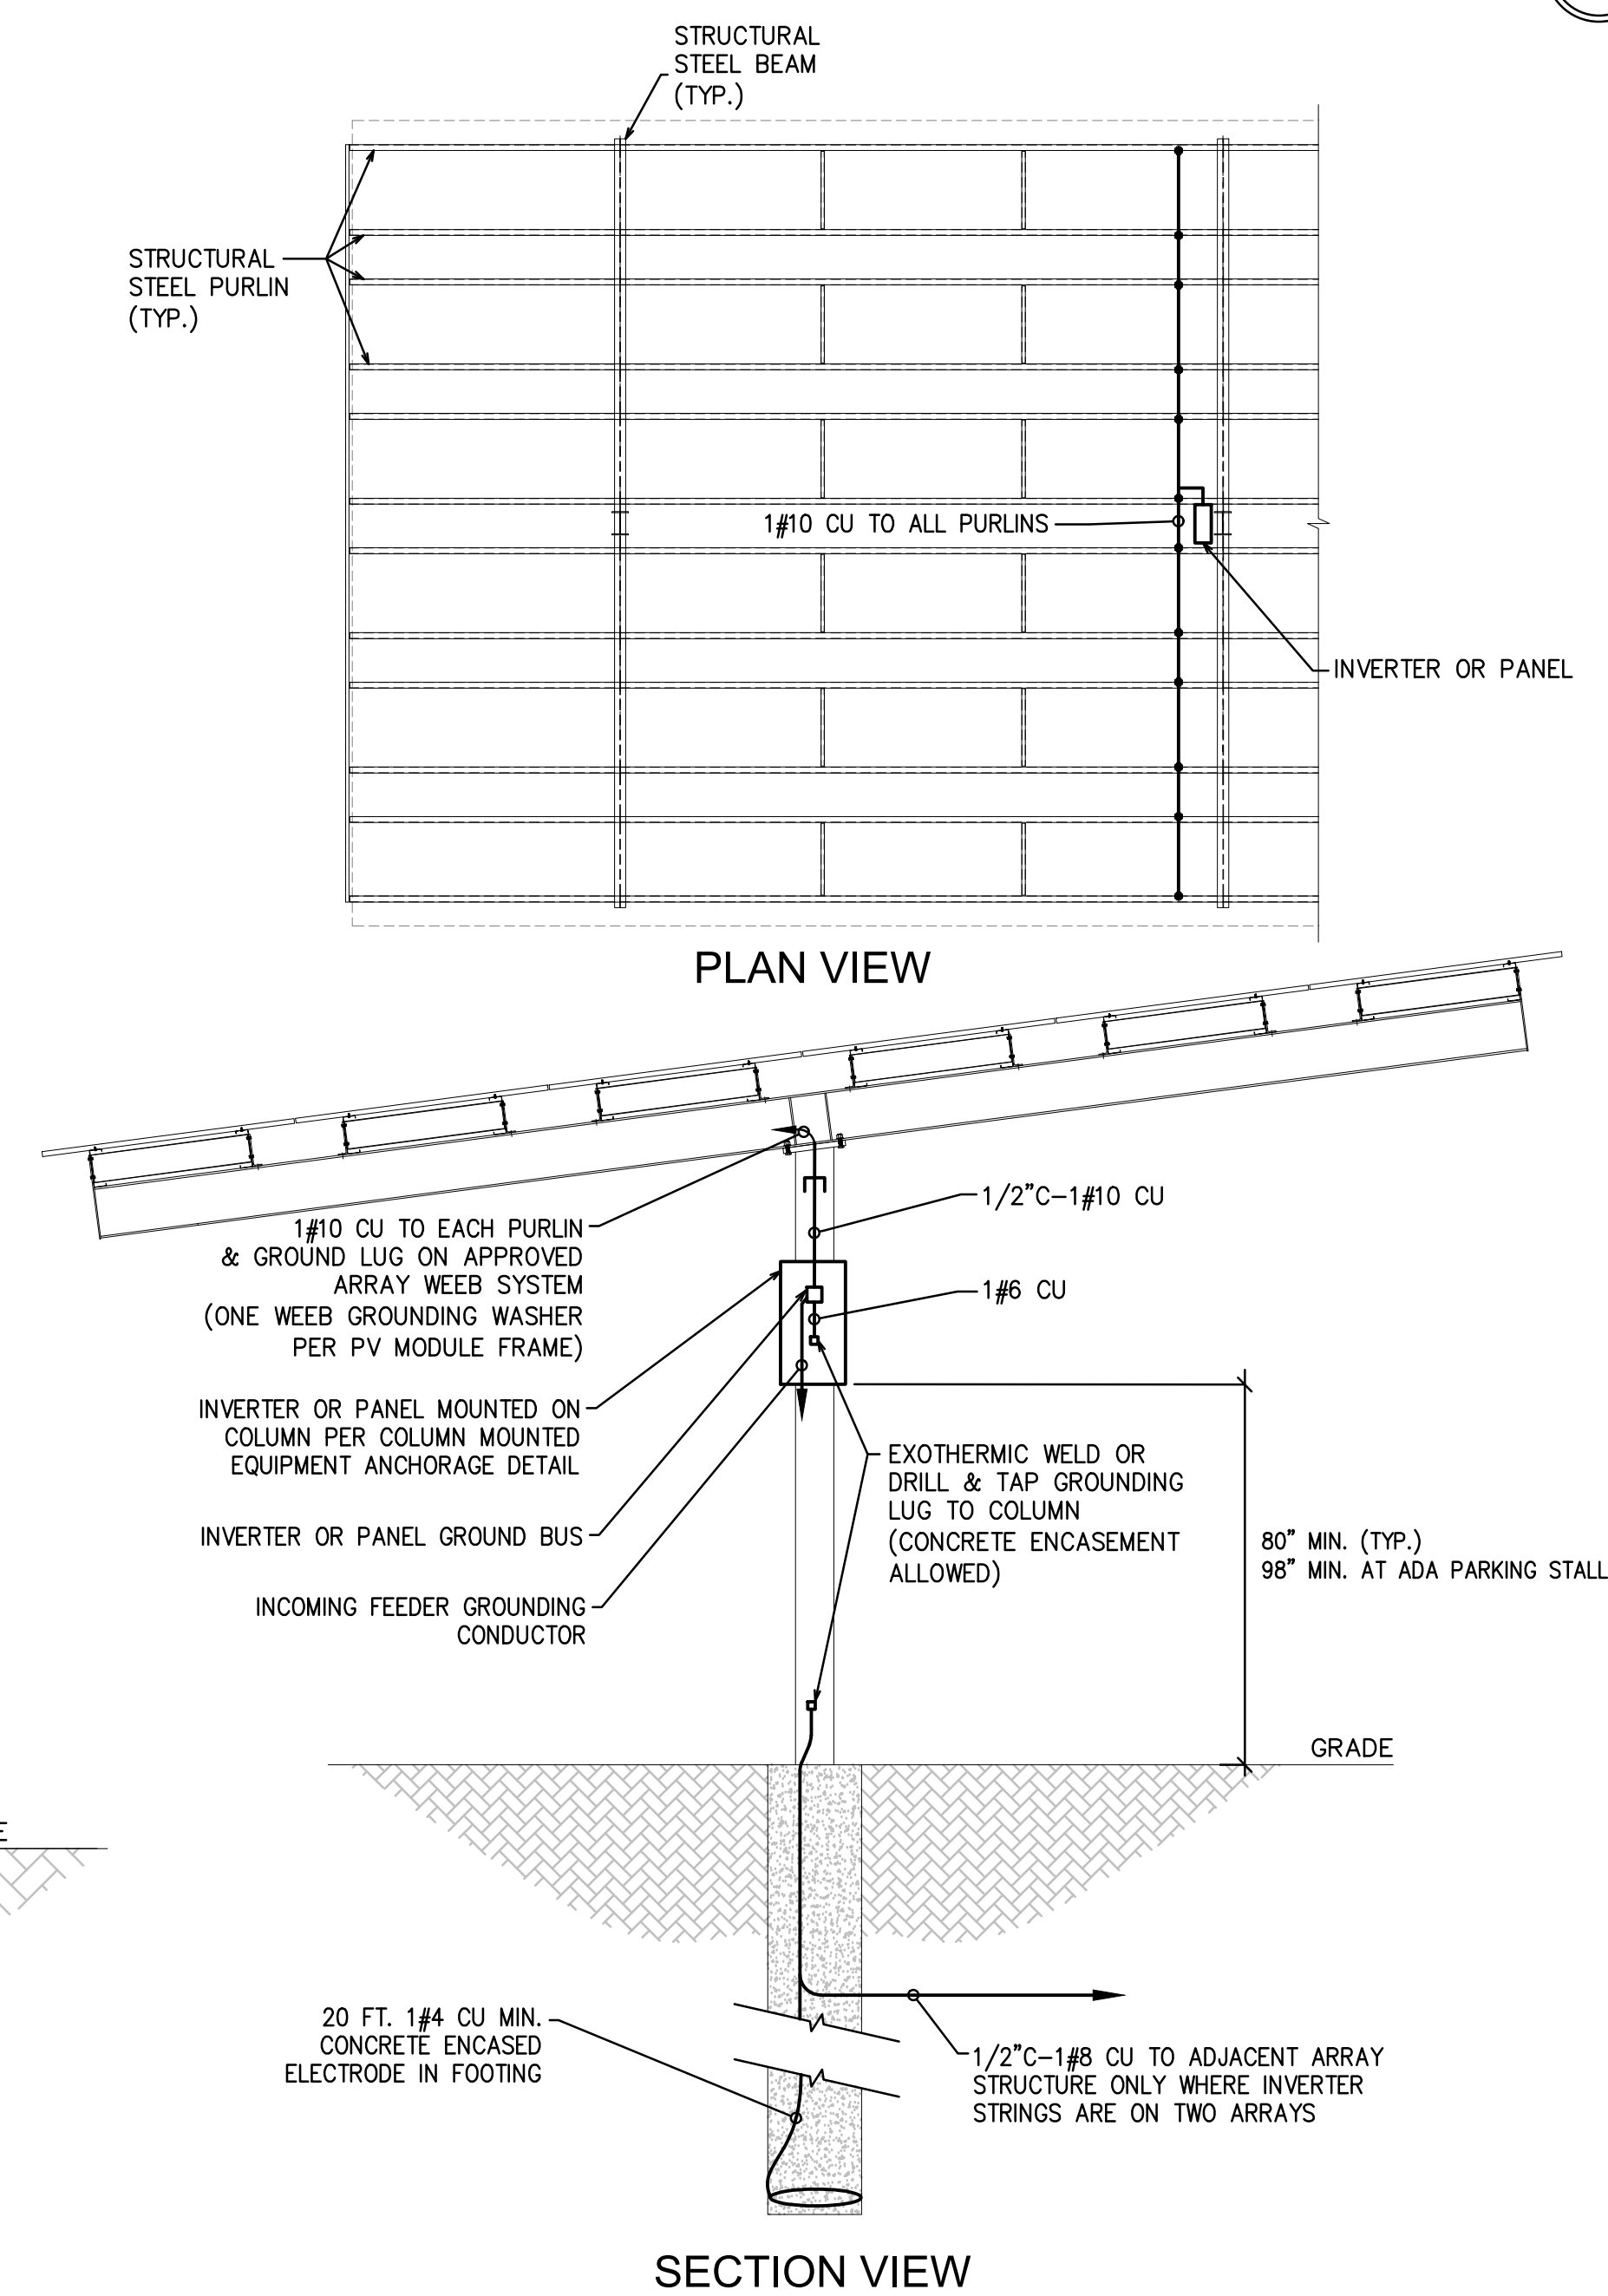 STRUCTURAL
STEEL BEAM
(TYP.)
STRUCTURAL
STEEL PURLIN
(TYP.)
1#10 CU TO ALL PURLINS
INVERTER OR PANEL
PLAN VIEW
1/2”C-1#10 CU
1#10 CU TO EACH PURLIN
& GROUND LUG ON APPROVED
ARRAY WEEB SYSTEM
(ONE WEEB GROUNDING WASHER
PER PV MODULE FRAME)
1#6 CU
INVERTER OR PANEL MOUNTED ON
COLUMN PER COLUMN MOUNTED
EQUIPMENT ANCHORAGE DETAIL
EXOTHERMIC WELD OR
DRILL & TAP GROUNDING
LUG TO COLUMN
(CONCRETE ENCASEMENT
ALLOWED)
INVERTER OR PANEL GROUND BUS
80” MIN. (TYP.)
98” MIN. AT ADA PARKING STALL
INCOMING FEEDER GROUNDING
CONDUCTOR
GRADE
E
20 FT. 1#4 CU MIN.
CONCRETE ENCASED
ELECTRODE IN FOOTING
1/2”C-1#8 CU TO ADJACENT ARRAY
STRUCTURE ONLY WHERE INVERTER
STRINGS ARE ON TWO ARRAYS
SECTION VIEW